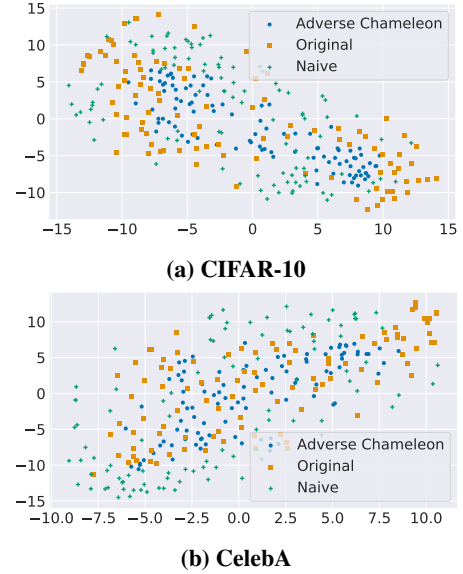 15
10
5
0
−5
−10
Adverse Chameleon
Original
Naive
−15 −10 −5 0 5 10 15
(a) CIFAR-10
10
5
0
−5
−10
−15
Adverse Chameleon
Original
Naive
−10.0 −7.5 −5.0 −2.5 0.0 2.5 5.0 7.5 10.0
(b) CelebA